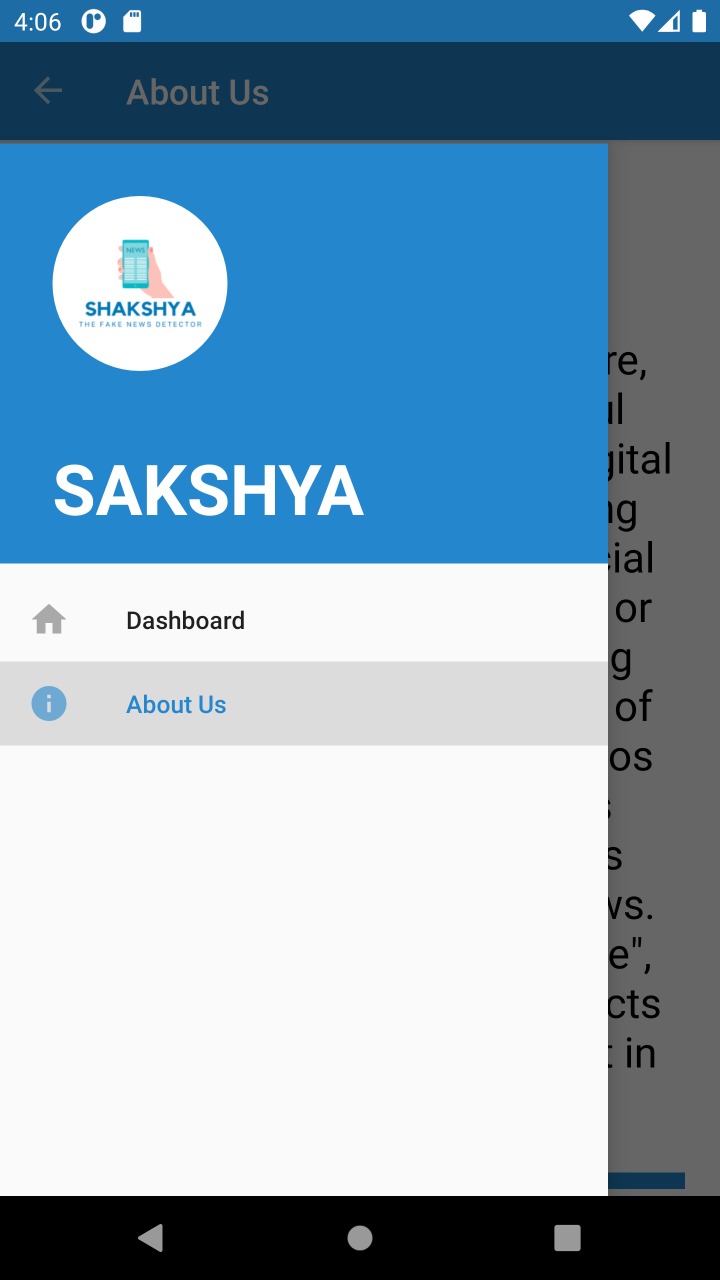 4:06
About Us
NEWS
SHAKSHYA
THE FAKE NEWS DETECTOR
SAKSHYA
Dashboard
About Us
re,
ul
gital
ng
cial
or
g
of
os
s
s
ws.
e",
cts
t in